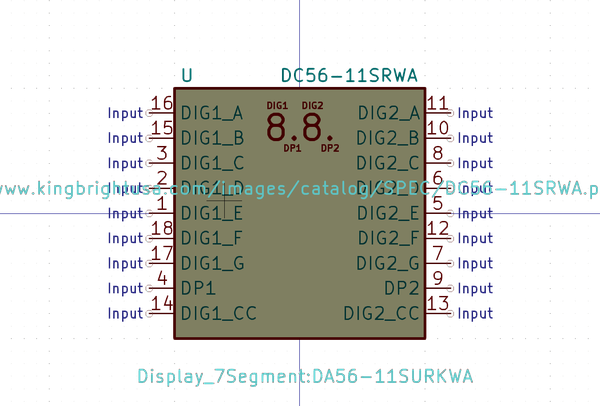 U DC56-11SRWA
DIG1 DIG2
8.8.
DP1 DP2
Input 16 DIG1_A DIG2_A 11 Input
Input 15 DIG1_B DIG2_B 10 Input
Input 3 DIG1_C DIG2_C 8 Input
Input 2 DIG1_D DIG2_D 6 Input
www.kingbrightusa.com/images/catalog/SPEC/DC56-11SRWA.p
Input 1 DIG1_E DIG2_E 5 Input
Input 18 DIG1_F DIG2_F 12 Input
Input 17 DIG1_G DIG2_G 7 Input
Input 4 DP1 DP2 9 Input
Input 14 DIG1_CC DIG2_CC 13 Input
Display_7Segment:DA56-11SURKWA